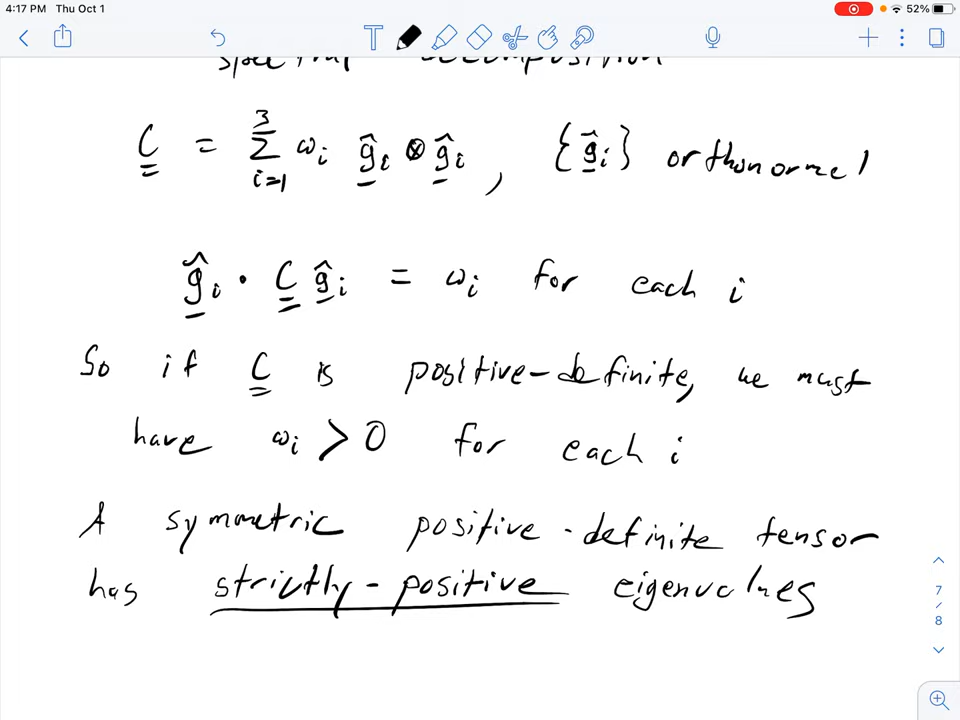 4:17 PM Thu Oct 1
52%
T
spectral decomposition
C = Σ_{i=1}^{3} ω_i ĝ_i ⊗ ĝ_i , {ĝ_i} orthonormal
ĝ_i · C ĝ_i = ω_i for each i
So if C is positive-definite, we must
have ω_i > 0 for each i
A symmetric positive-definite tensor
has strictly-positive eigenvalues
7
/
8